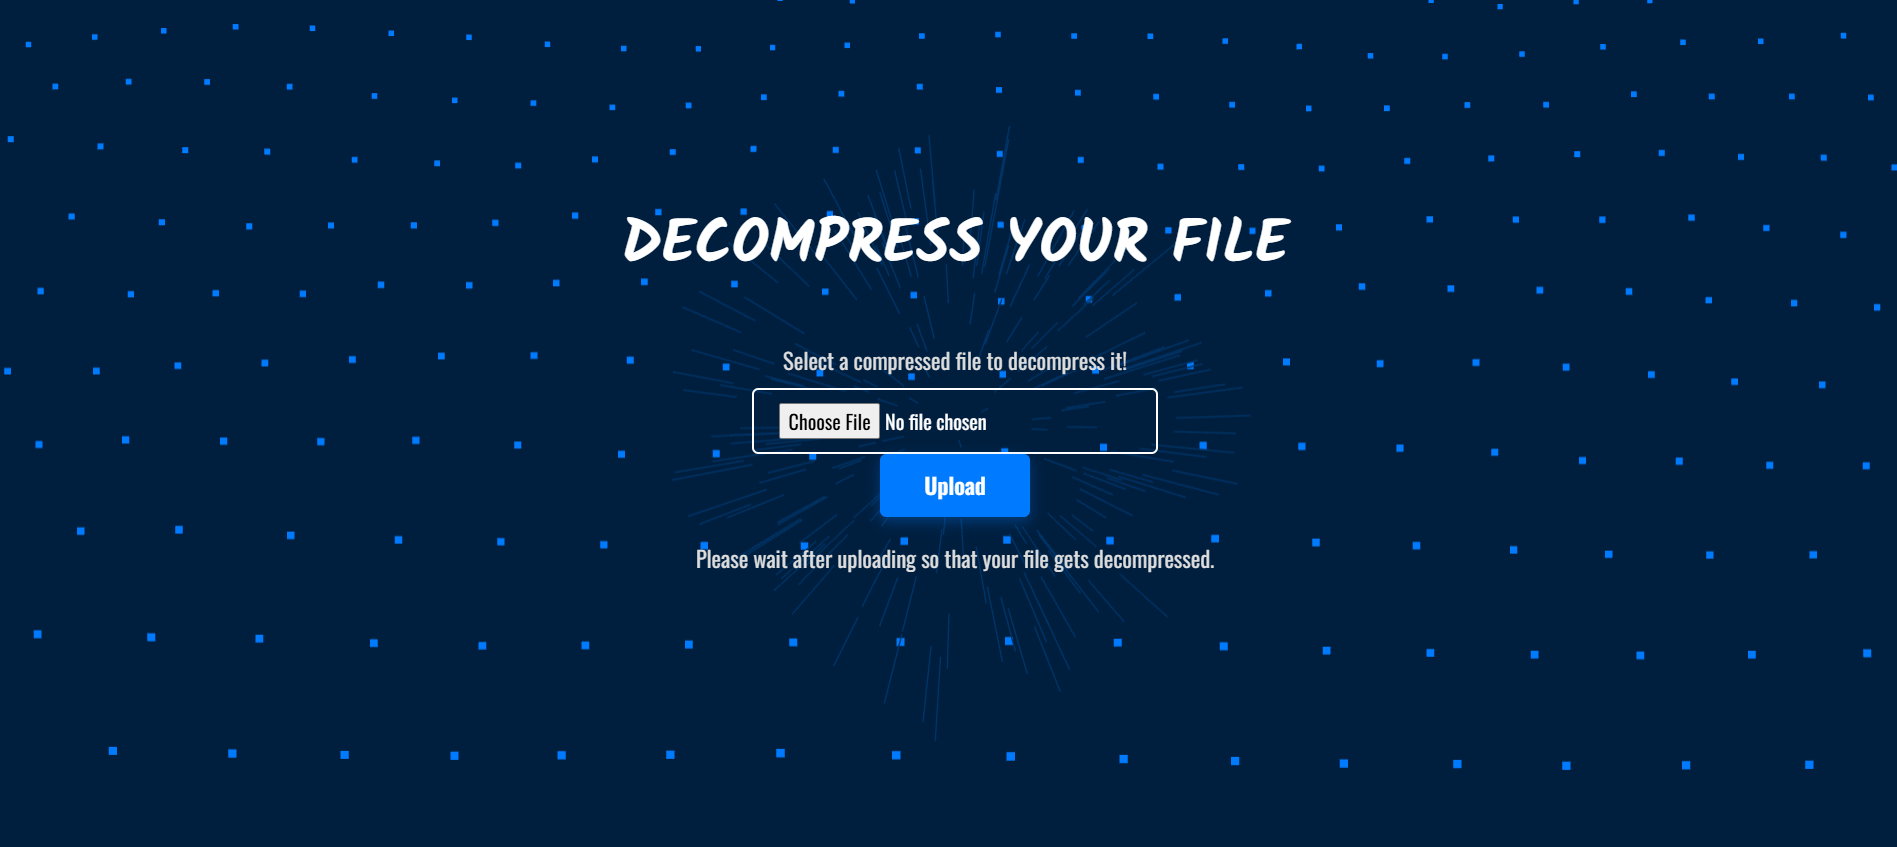 DECOMPRESS YOUR FILE
Select a compressed file to decompress it!
Choose File No file chosen
Upload
Please wait after uploading so that your file gets decompressed.